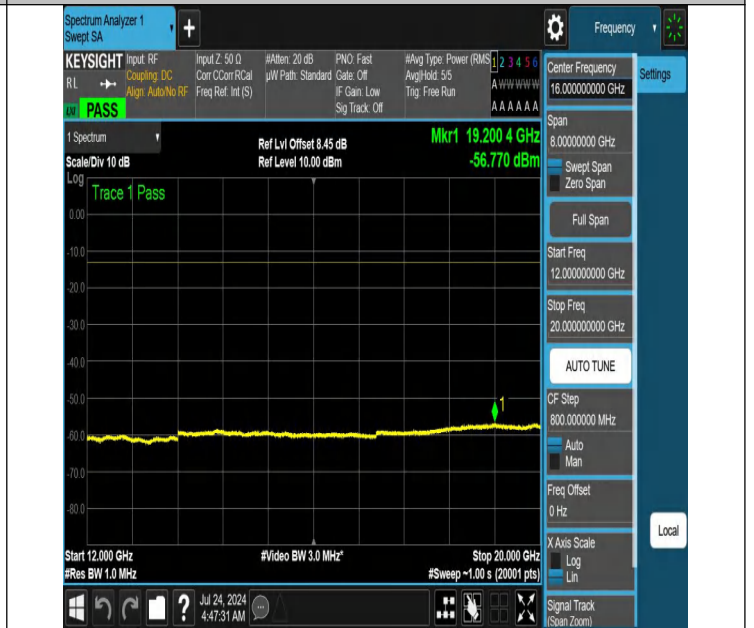 Spectrum Analyzer 1
Swept SA
+
Frequency
KEYSIGHT
RL
PASS
Input: RF
Coupling: DC
Align: Auto/No RF
Input Z: 50 Ω
Corr CCorr RCal
Freq Ref: Int (S)
#Atten: 20 dB
µW Path: Standard
PNO: Fast
Gate: Off
IF Gain: Low
Sig Track: Off
#Avg Type: Power (RMS
Avg|Hold: 5/5
Trig: Free Run
1 2 3 4 5 6
A W W W W W
A A A A A A
1 Spectrum
Scale/Div 10 dB
Ref Lvl Offset 8.45 dB
Ref Level 10.00 dBm
Mkr1 19.200 4 GHz
-56.770 dBm
Log
Trace 1 Pass
0.00
-10.0
-20.0
-30.0
-40.0
-50.0
-60.0
-70.0
-80.0
1
Start 12.000 GHz
#Res BW 1.0 MHz
#Video BW 3.0 MHz*
Stop 20.000 GHz
#Sweep ~1.00 s (20001 pts)
Center Frequency
16.000000000 GHz
Span
8.00000000 GHz
Swept Span
Zero Span
Full Span
Start Freq
12.000000000 GHz
Stop Freq
20.000000000 GHz
AUTO TUNE
CF Step
800.000000 MHz
Auto
Man
Freq Offset
0 Hz
X Axis Scale
Log
Lin
Signal Track
(Span Zoom)
Settings
Local
?
Jul 24, 2024
4:47:31 AM